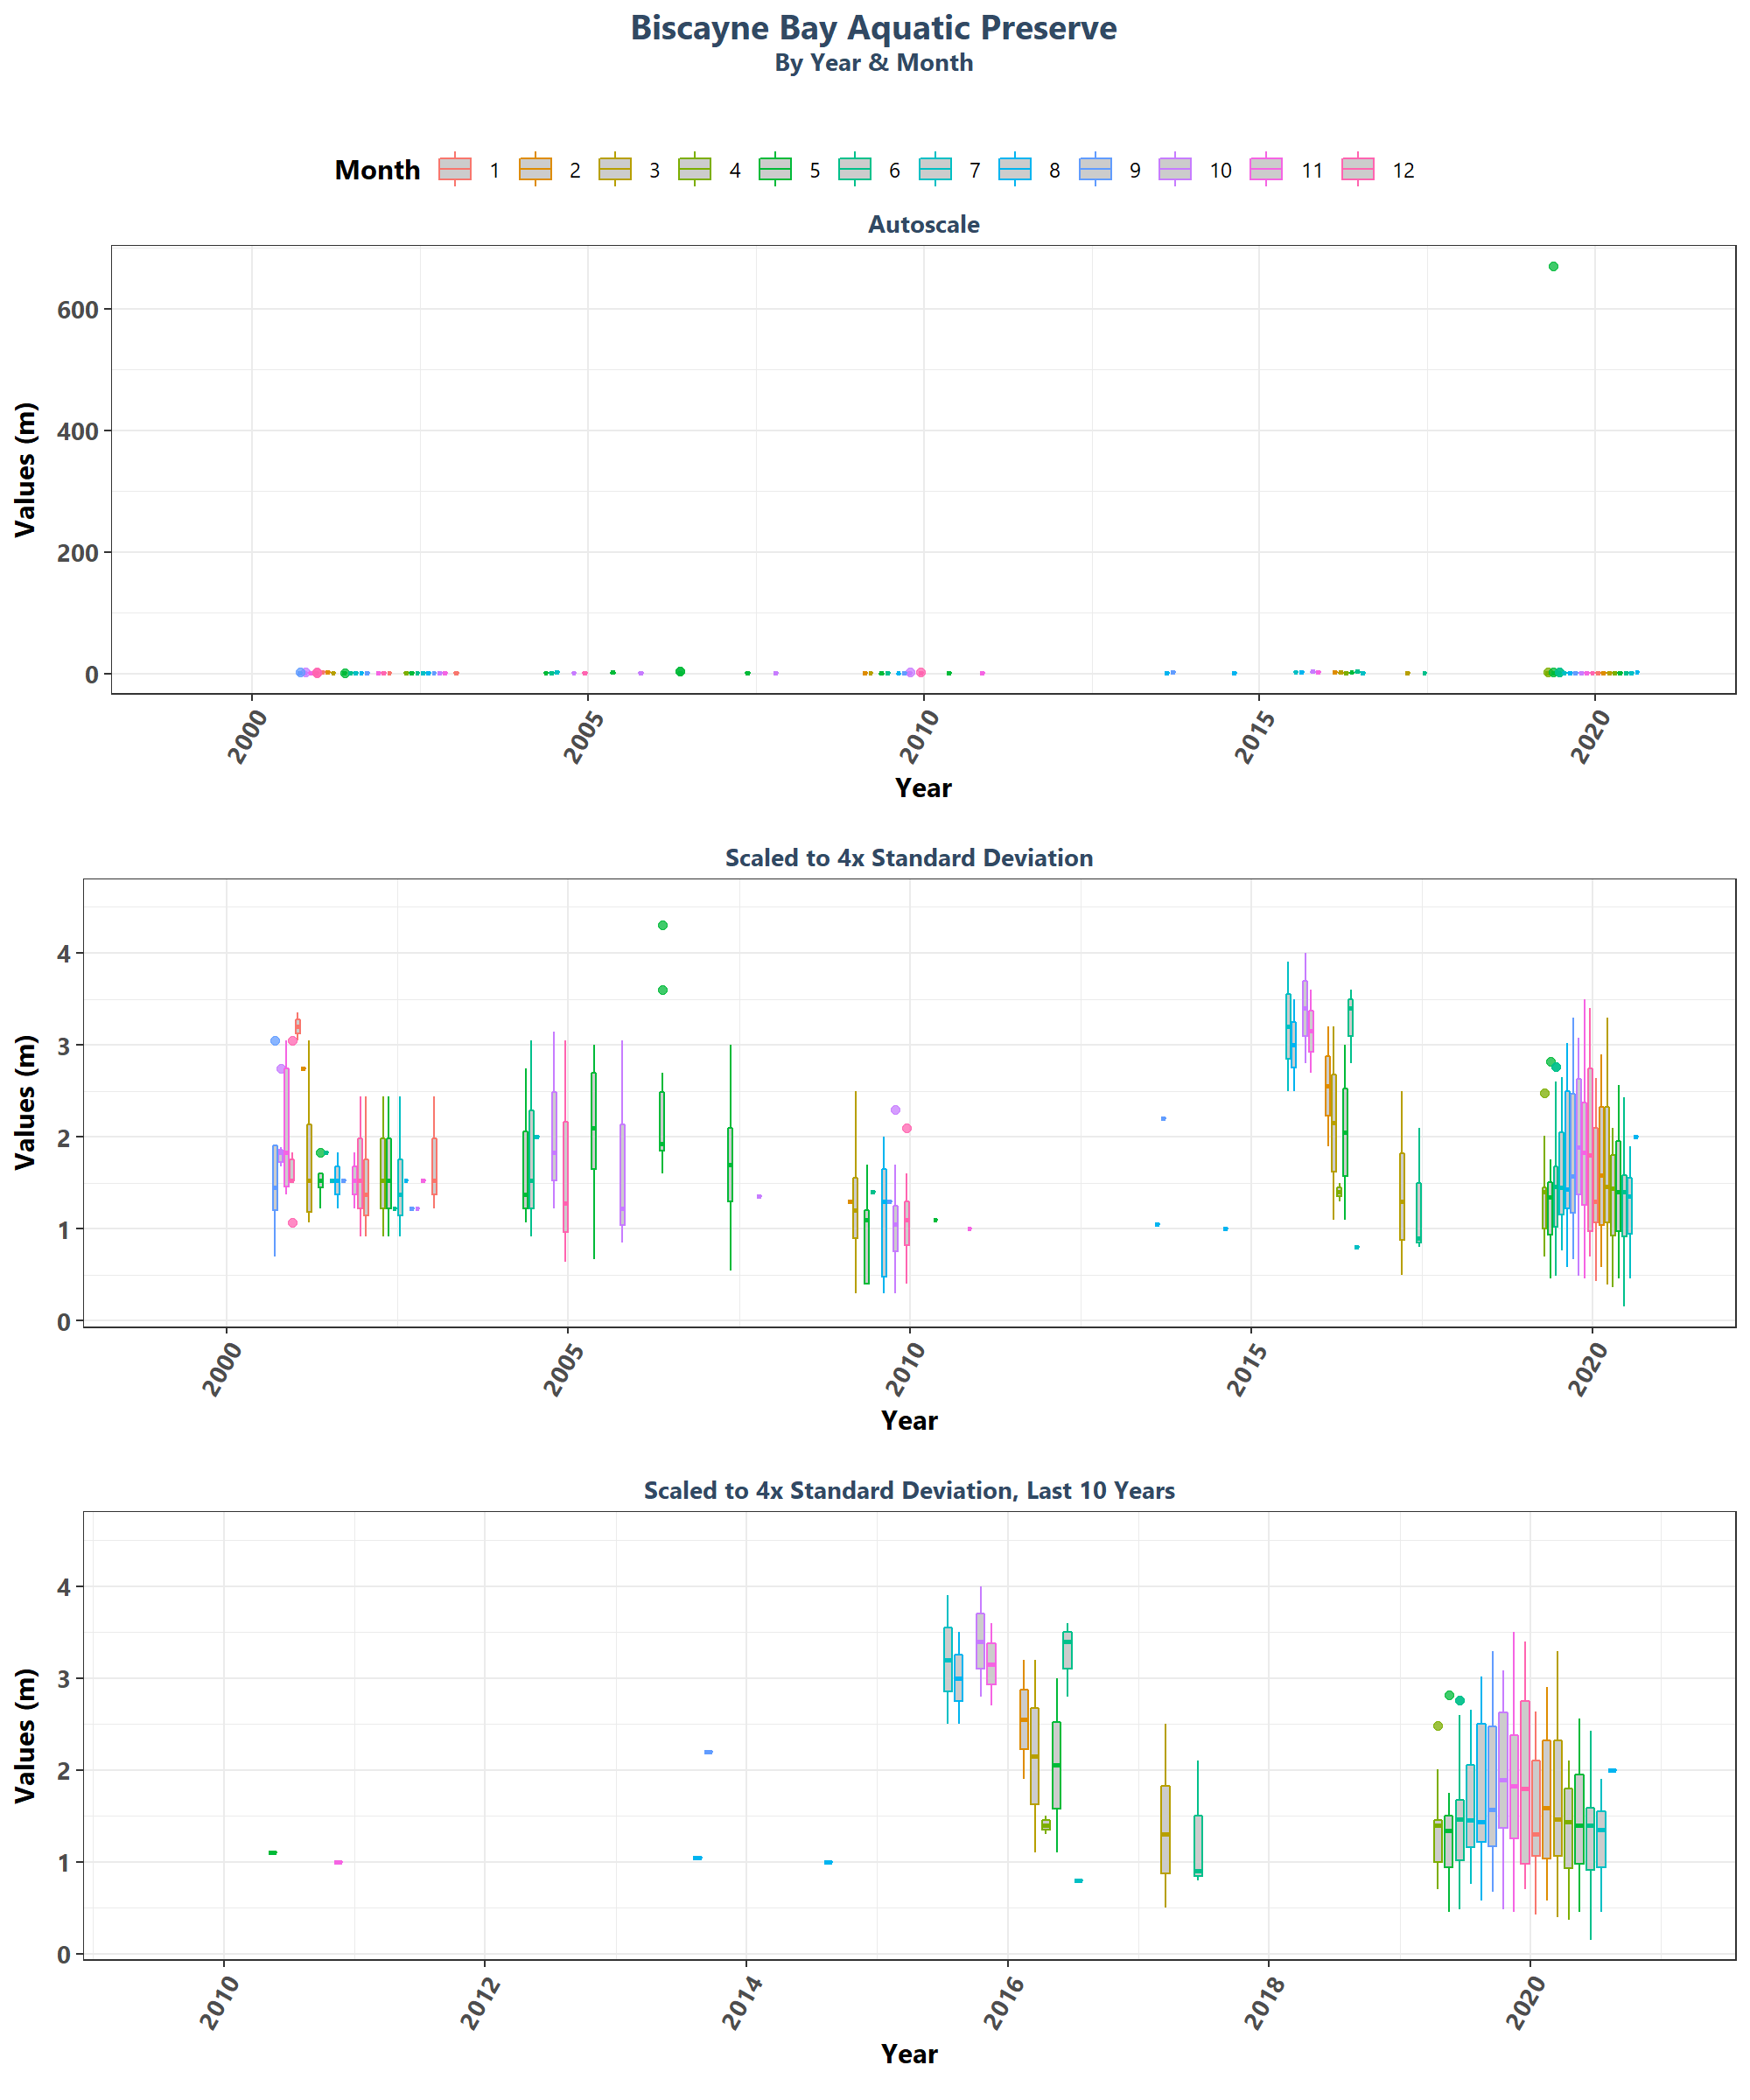 Biscayne Bay Aquatic Preserve
By Year & Month
Month 1 2 3 4 5 6 7 8 9 10 11 12
Autoscale
Values (m)
600
400
200
0
2000 2005 2010 2015 2020
Year
Scaled to 4x Standard Deviation
Values (m)
4
3
2
1
0
2000 2005 2010 2015 2020
Year
Scaled to 4x Standard Deviation, Last 10 Years
Values (m)
4
3
2
1
0
2010 2012 2014 2016 2018 2020
Year